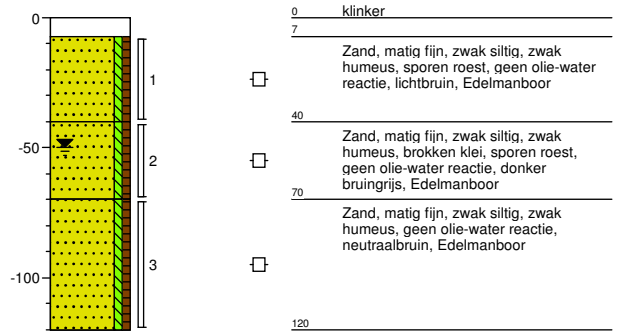 0
-50
-100
1
2
3
0
klinker
7
Zand, matig fijn, zwak siltig, zwak
humeus, sporen roest, geen olie-water
reactie, lichtbruin, Edelmanboor
40
Zand, matig fijn, zwak siltig, zwak
humeus, brokken klei, sporen roest,
geen olie-water reactie, donker
bruingrijs, Edelmanboor
70
Zand, matig fijn, zwak siltig, zwak
humeus, geen olie-water reactie,
neutraalbruin, Edelmanboor
120